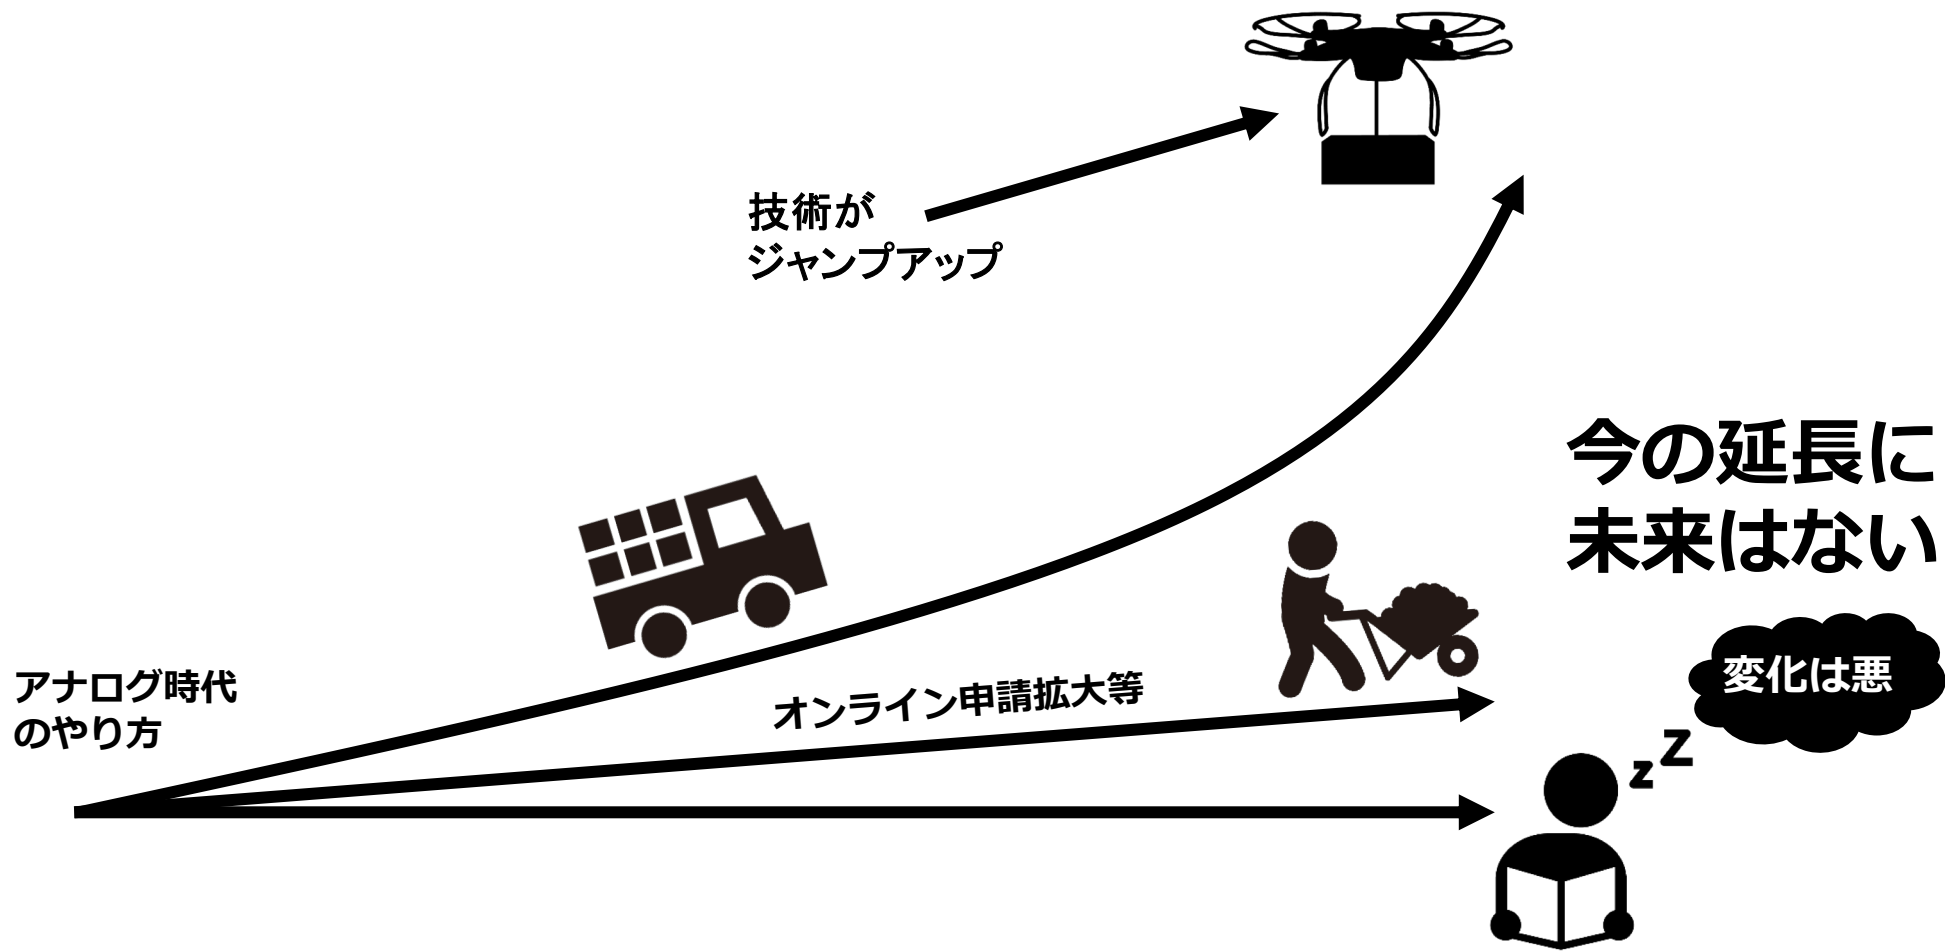 技術が
ジャンプアップ
今の延長に
未来はない
変化は悪
アナログ時代
のやり方
オンライン申請拡大等
z Z